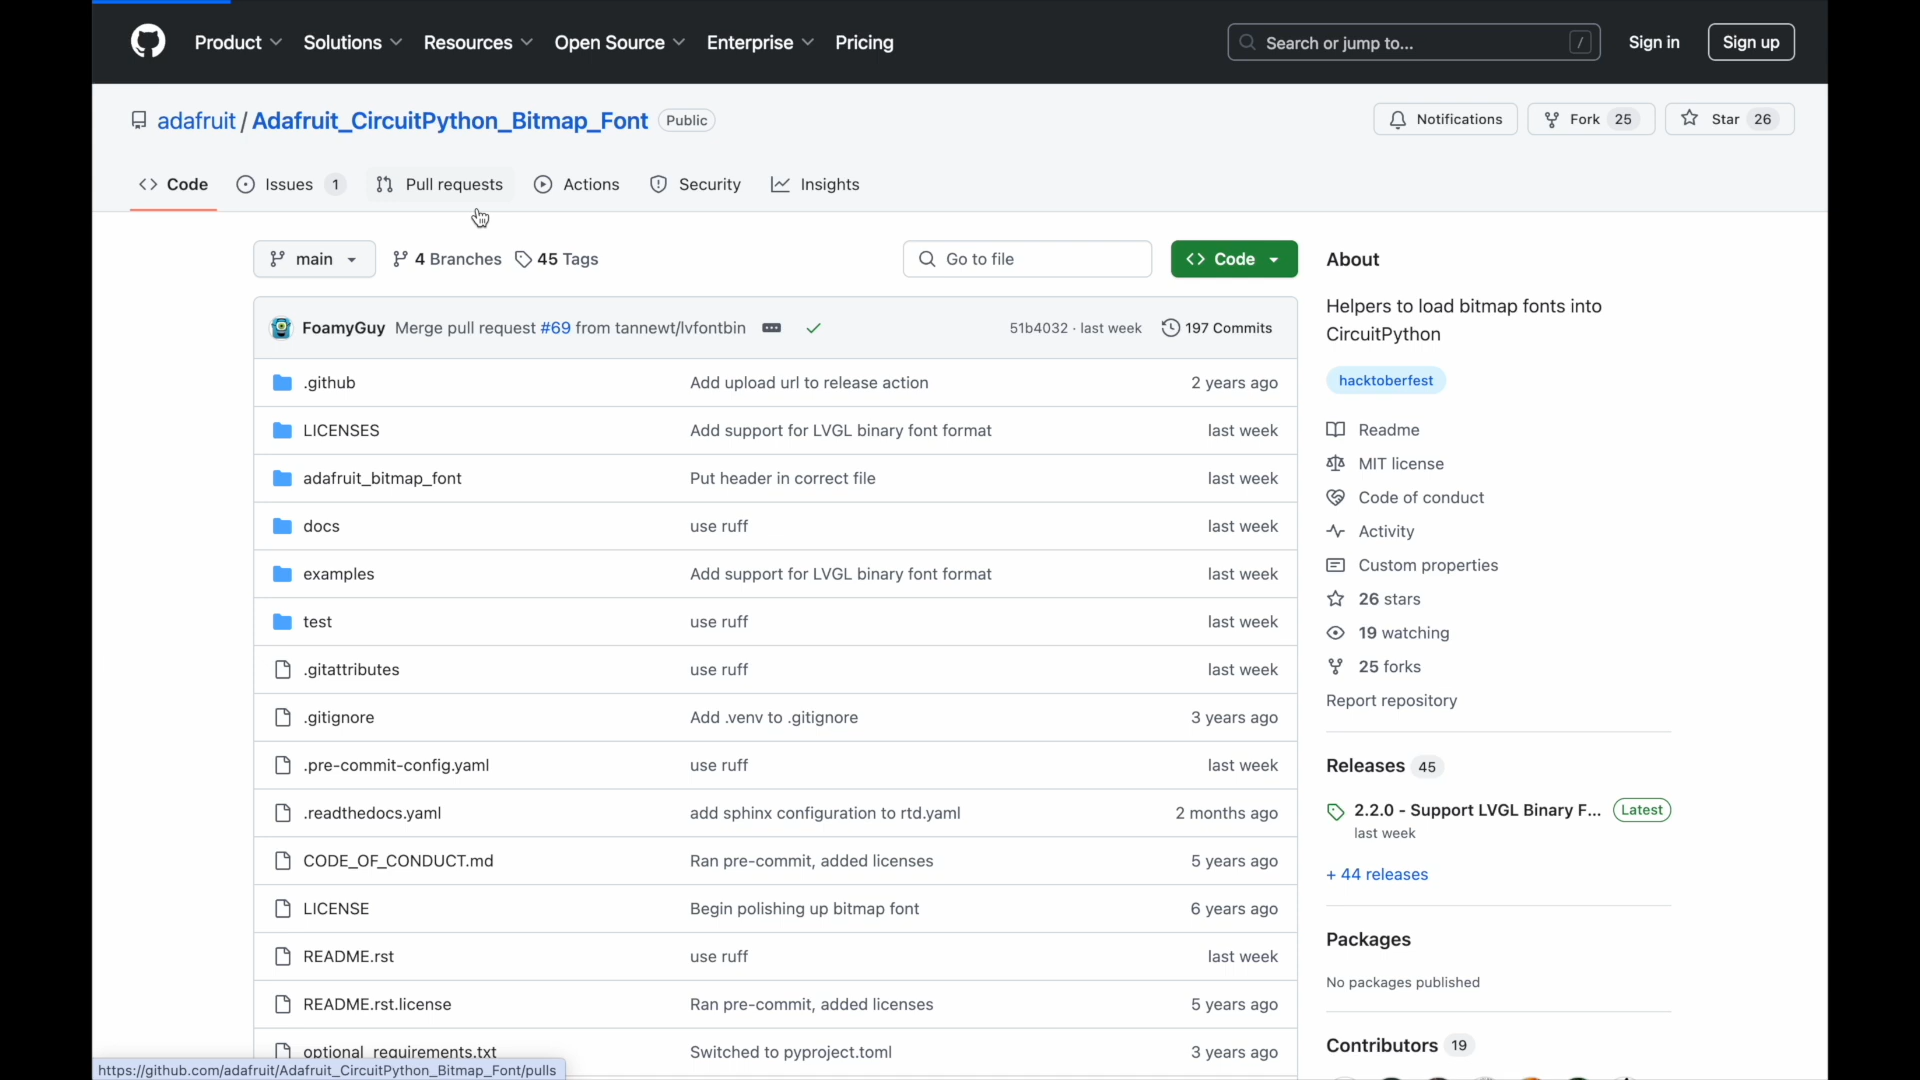 Product Solutions Resources Open Source Enterprise Pricing Search or jump to... / Sign in Sign up
adafruit / Adafruit_CircuitPython_Bitmap_Font Public Notifications Fork 25 Star 26
Code Issues 1 Pull requests Actions Security Insights
main 4 Branches 45 Tags Go to file Code
FoamyGuy Merge pull request #69 from tannewt/lvfontbin 51b4032 · last week 197 Commits
.github Add upload url to release action 2 years ago
LICENSES Add support for LVGL binary font format last week
adafruit_bitmap_font Put header in correct file last week
docs use ruff last week
examples Add support for LVGL binary font format last week
test use ruff last week
.gitattributes use ruff last week
.gitignore Add .venv to .gitignore 3 years ago
.pre-commit-config.yaml use ruff last week
.readthedocs.yaml add sphinx configuration to rtd.yaml 2 months ago
CODE_OF_CONDUCT.md Ran pre-commit, added licenses 5 years ago
LICENSE Begin polishing up bitmap font 6 years ago
README.rst use ruff last week
README.rst.license Ran pre-commit, added licenses 5 years ago
optional_requirements.txt Switched to pyproject.toml 3 years ago
https://github.com/adafruit/Adafruit_CircuitPython_Bitmap_Font/pulls
About
Helpers to load bitmap fonts into
CircuitPython
hacktoberfest
Readme
MIT license
Code of conduct
Activity
Custom properties
26 stars
19 watching
25 forks
Report repository
Releases 45
2.2.0 - Support LVGL Binary F... Latest
last week
+ 44 releases
Packages
No packages published
Contributors 19